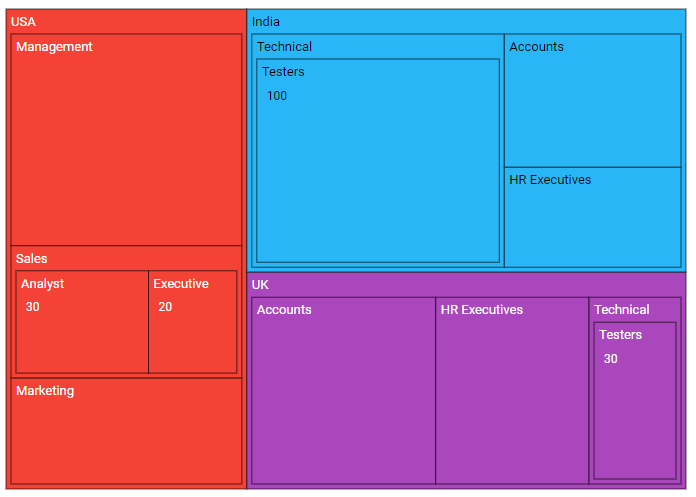 USA
Management
Sales
Analyst
30
Executive
20
Marketing
India
Technical
Testers
100
Accounts
HR Executives
UK
Accounts
HR Executives
Technical
Testers
30